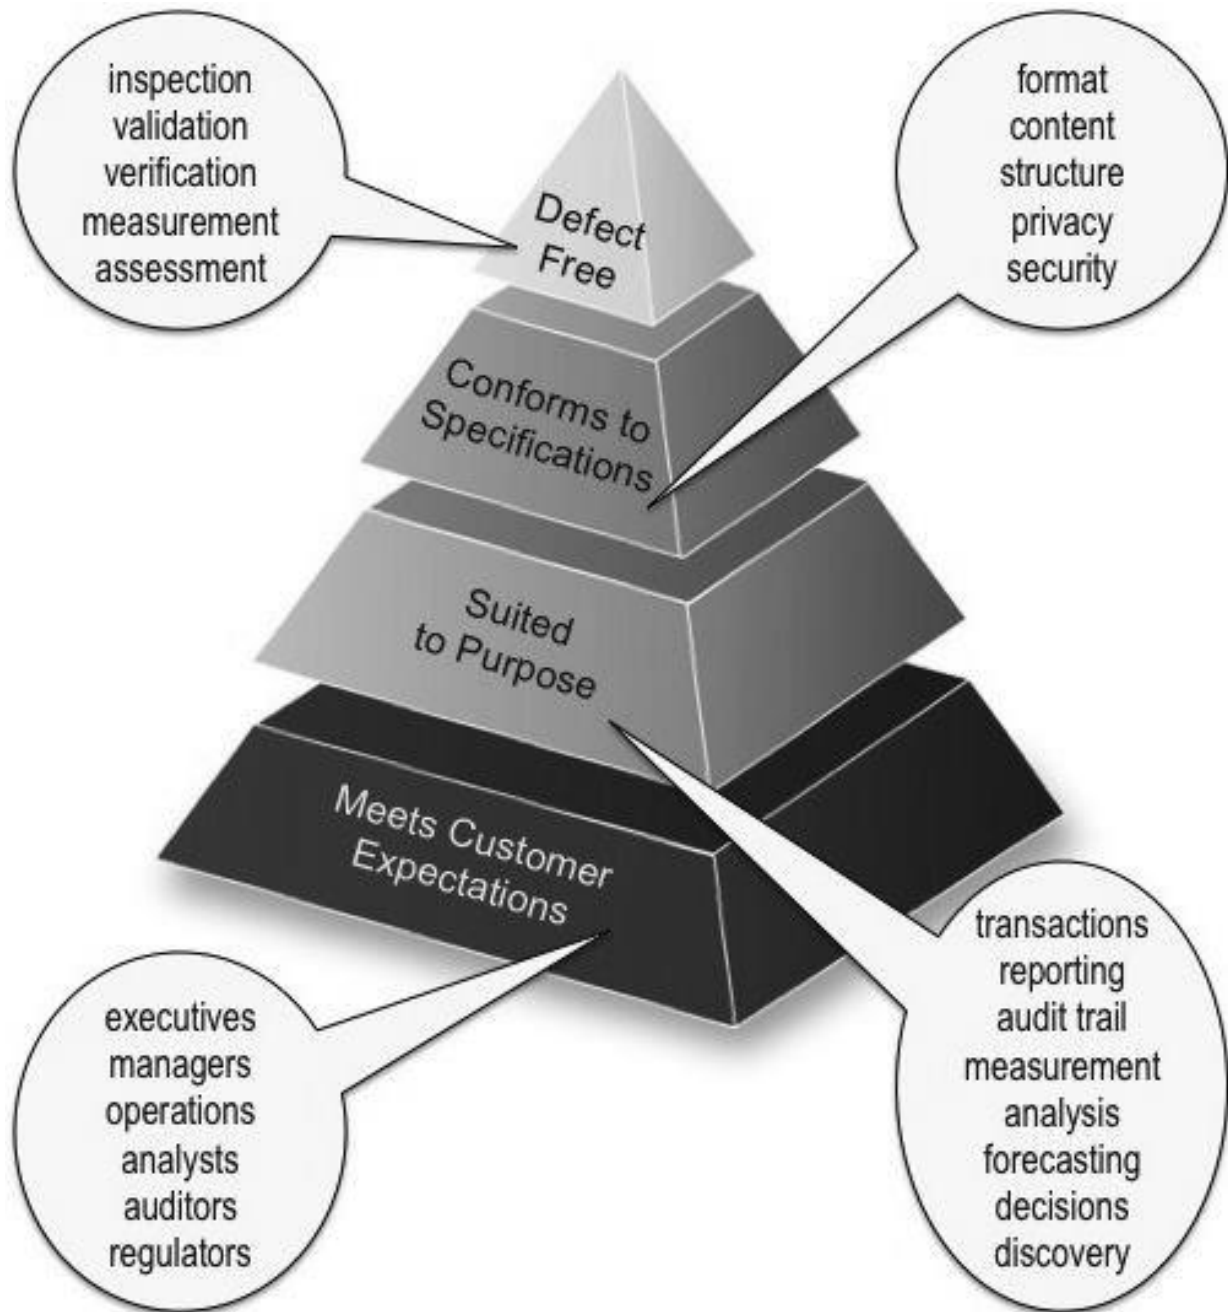 inspection
validation
verification
measurement
assessment
format
content
structure
privacy
security
Defect
Free
Conforms to
Specifications
Suited
to Purpose
Meets Customer
Expectations
executives
managers
operations
analysts
auditors
regulators
transactions
reporting
audit trail
measurement
analysis
forecasting
decisions
discovery